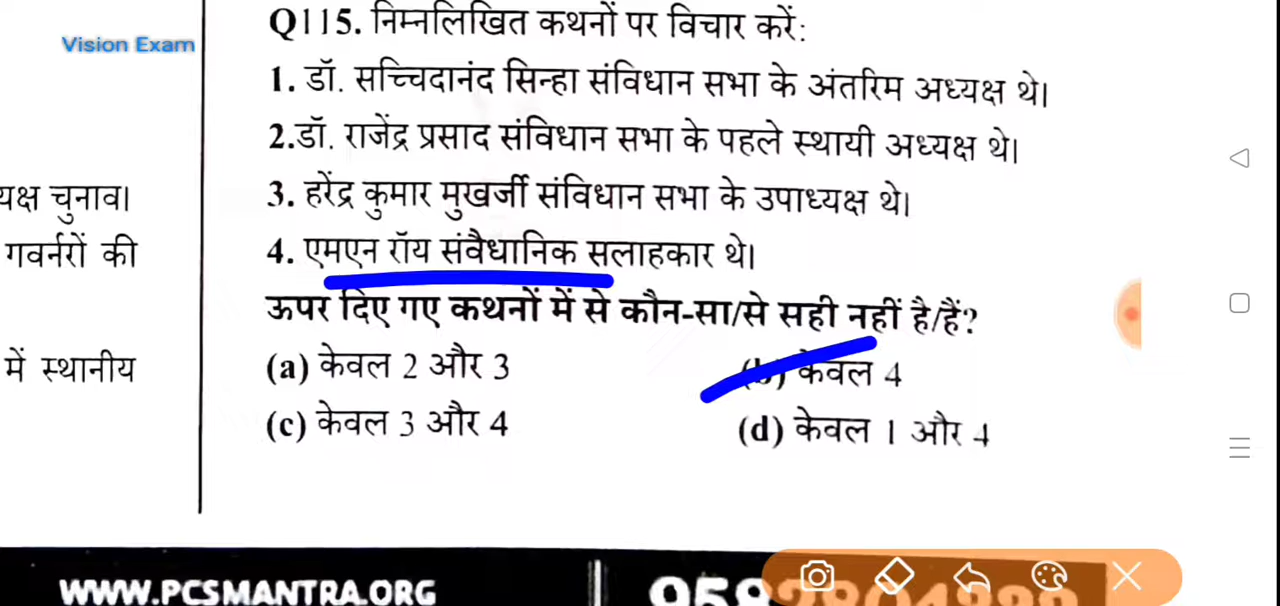 Vision Exam
यक्ष चुनाव।
गवर्नरों की
में स्थानीय
Q115. निम्नलिखित कथनों पर विचार करें:
1. डॉ. सच्चिदानंद सिन्हा संविधान सभा के अंतरिम अध्यक्ष थे।
2.डॉ. राजेंद्र प्रसाद संविधान सभा के पहले स्थायी अध्यक्ष थे।
3. हरेंद्र कुमार मुखर्जी संविधान सभा के उपाध्यक्ष थे।
4. एमएन रॉय संवैधानिक सलाहकार थे।
ऊपर दिए गए कथनों में से कौन-सा/से सही नहीं है/हैं?
(a) केवल 2 और 3
(b) केवल 4
(c) केवल 3 और 4
(d) केवल 1 और 4
WWW.PCSMANTRA.ORG